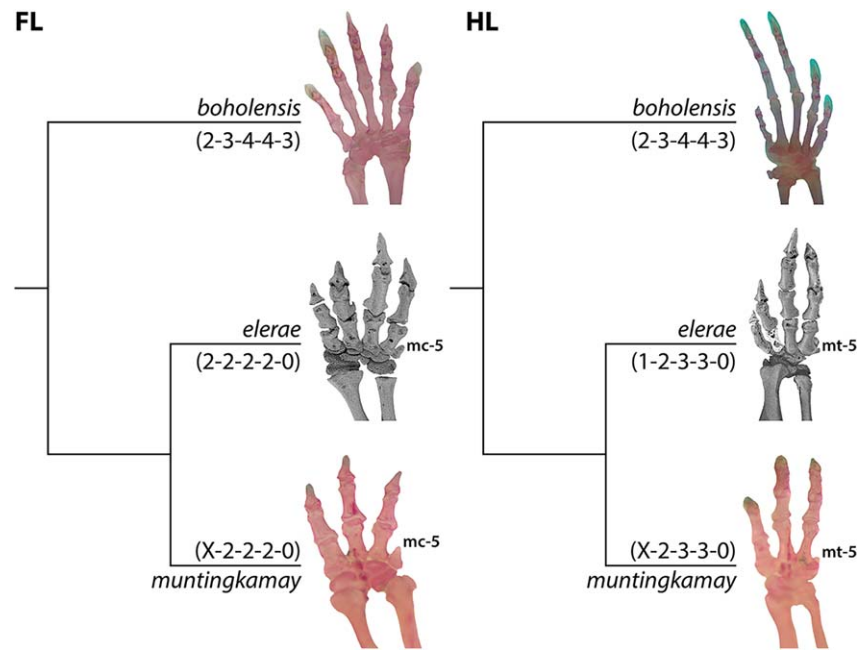 FL
boholensis
(2-3-4-4-3)
elerae
mc-5
(2-2-2-2-0)
(X-2-2-2-0)
mc-5
muntingkamay
HL
boholensis
(2-3-4-4-3)
elerae
mt-5
(1-2-3-3-0)
(X-2-3-3-0)
mt-5
muntingkamay